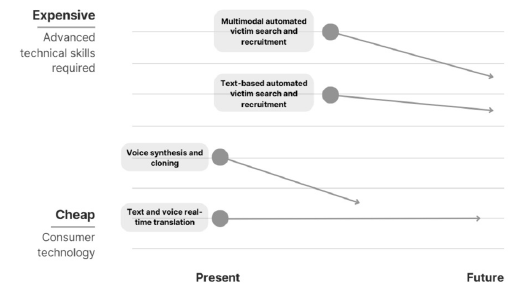 Expensive
Advanced
technical skills
required
Multimodal automated
victim search and
recruitment
Text-based automated
victim search and
recruitment
Voice synthesis and
cloning
Text and voice real-
time translation
Cheap
Consumer
technology
Present
Future